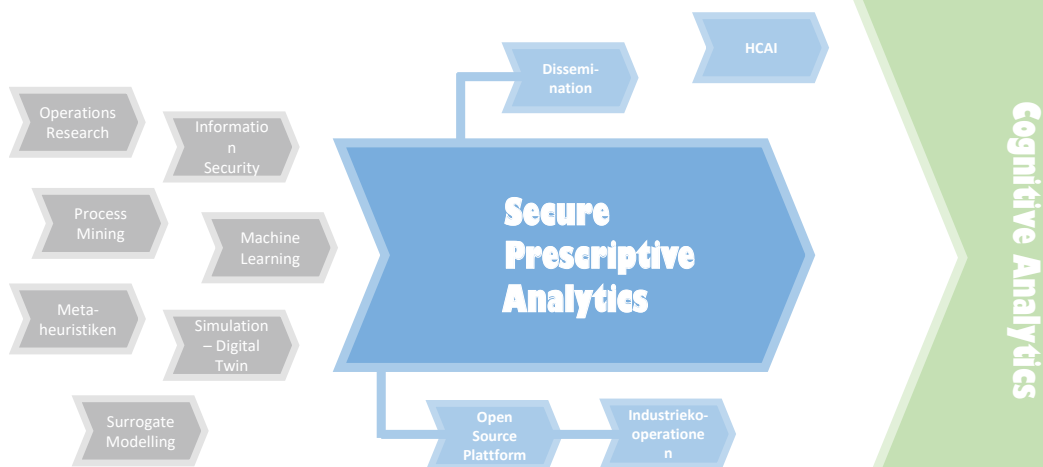 Operations
Research
Informatio
n
Security
Process
Mining
Machine
Learning
Meta-
heuristiken
Simulation
– Digital
Twin
Surrogate
Modelling
Dissemi-
nation
HCAI
Secure
Prescriptive
Analytics
Open
Source
Plattform
Industrieko-
operatione
n
Cognitive Analytics